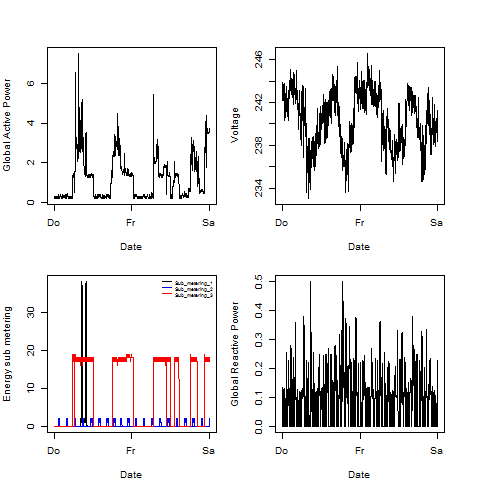 Global Active Power
0 2 4 6
Do Fr Sa
Date
Voltage
234 238 242 246
Do Fr Sa
Date
Energy sub metering
0 10 20 30
Do Fr Sa
Date
Sub_metering_1
Sub_metering_2
Sub_metering_3
Global Reactive Power
0.0 0.1 0.2 0.3 0.4 0.5
Do Fr Sa
Date